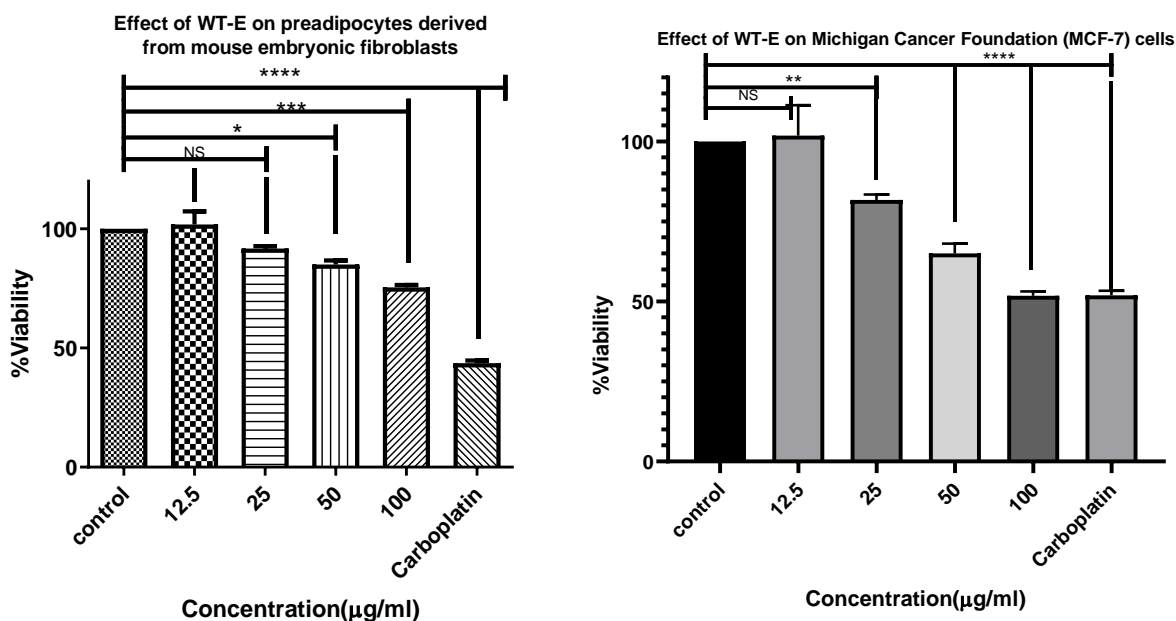 Effect of WT-E on preadipocytes derived
from mouse embryonic fibroblasts
****
***
*
NS
%Viability
100
50
0
control
12.5
25
50
100
Carboplatin
Concentration(μg/ml)
Effect of WT-E on Michigan Cancer Foundation (MCF-7) cells
****
**
NS
%Viability
100
50
0
control
12.5
25
50
100
Carboplatin
Concentration(μg/ml)